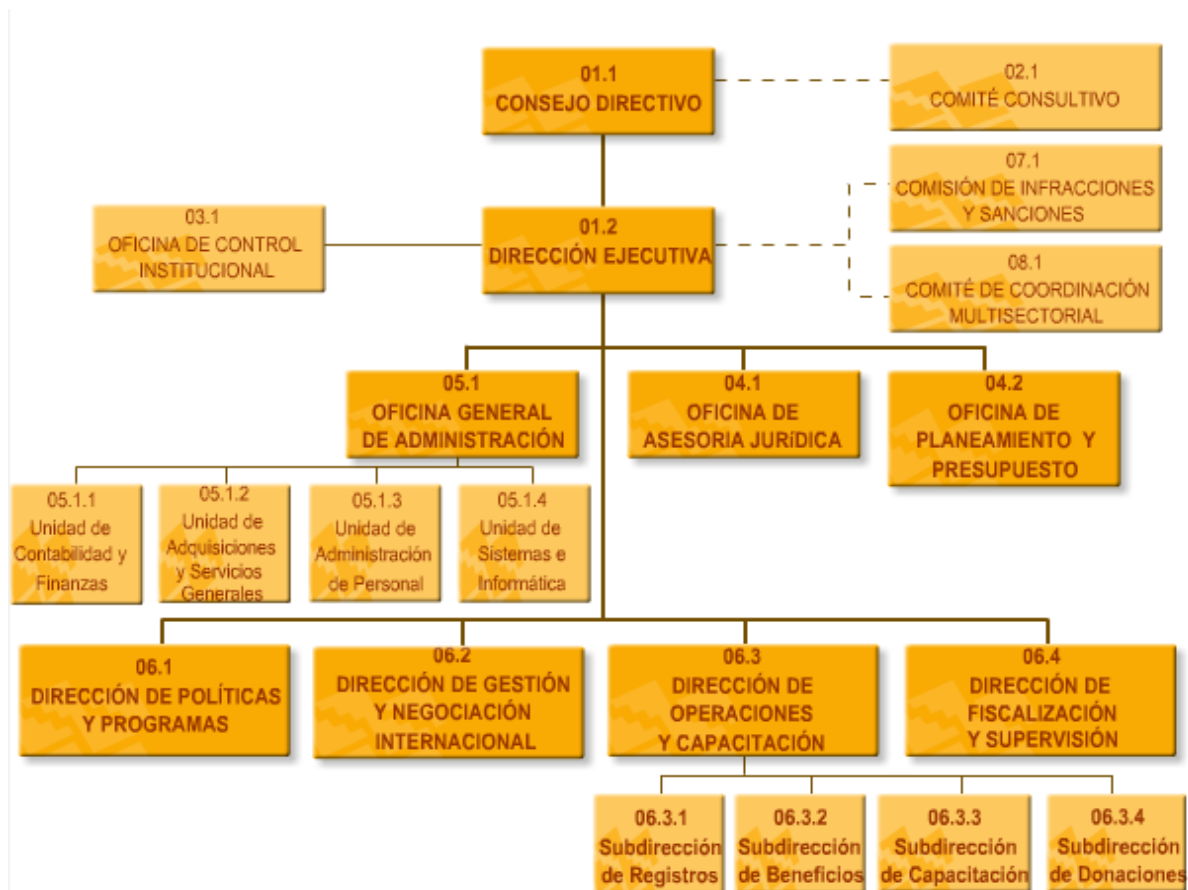 01.1
CONSEJO DIRECTIVO
02.1
COMITÉ CONSULTIVO
07.1
COMISIÓN DE INFRACCIONES
Y SANCIONES
03.1
OFICINA DE CONTROL
INSTITUCIONAL
01.2
DIRECCIÓN EJECUTIVA
08.1
COMITÉ DE COORDINACIÓN
MULTISECTORIAL
05.1
OFICINA GENERAL
DE ADMINISTRACIÓN
04.1
OFICINA DE
ASESORIA JURíDICA
04.2
OFICINA DE
PLANEAMIENTO Y
PRESUPUESTO
05.1.1
Unidad de
Contabilidad y
Finanzas
05.1.2
Unidad de
Adquisiciones
y Servicios
Generales
05.1.3
Unidad de
Administración
de Personal
05.1.4
Unidad de
Sistemas e
Informática
06.1
DIRECCIÓN DE POLÍTICAS
Y PROGRAMAS
06.2
DIRECCIÓN DE GESTIÓN
Y NEGOCIACIÓN
INTERNACIONAL
06.3
DIRECCIÓN DE
OPERACIONES
Y CAPACITACIÓN
06.4
DIRECCIÓN DE
FISCALIZACIÓN
Y SUPERVISIÓN
06.3.1
Subdirección
de Registros
06.3.2
Subdirección
de Beneficios
06.3.3
Subdirección
de Capacitación
06.3.4
Subdirección
de Donaciones